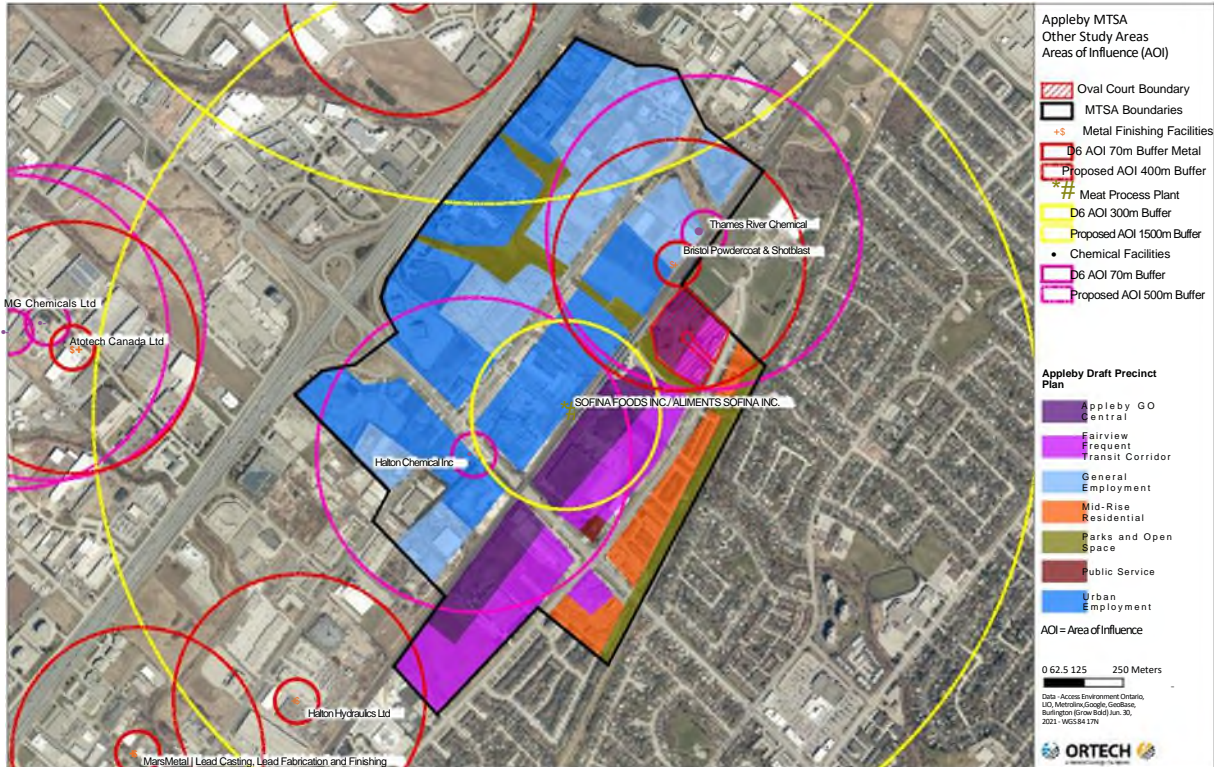 Appleby MTSA
Other Study Areas
Areas of Influence (AOI)
Oval Court Boundary
MTSA Boundaries
+$ Metal Finishing Facilities
D6 AOI 70m Buffer Metal
Proposed AOI 400m Buffer
*# Meat Process Plant
D6 AOI 300m Buffer
Proposed AOI 1500m Buffer
Chemical Facilities
D6 AOI 70m Buffer
Proposed AOI 500m Buffer
Appleby Draft Precinct
Plan
Appleby GO
Central
Fairview
Frequent
Transit Corridor
General
Employment
Mid-Rise
Residential
Parks and Open
Space
Public Service
Urban
Employment
AOI = Area of Influence
0 62.5 125 250 Meters
Data - Access Environment Ontario,
LIO, Metrolinx,Google, GeoBase,
Burlington (Grow Bold) Jun. 30,
2021 - WGS 84 17N
ORTECH
Thames River Chemical
Bristol Powdercoat & Shotblast
MG Chemicals Ltd
Atotech Canada Ltd
$+
SOFINA FOODS INC./ ALIMENTS SOFINA INC.
Halton Chemical Inc
Halton Hydraulics Ltd
MarsMetal | Lead Casting, Lead Fabrication and Finishing